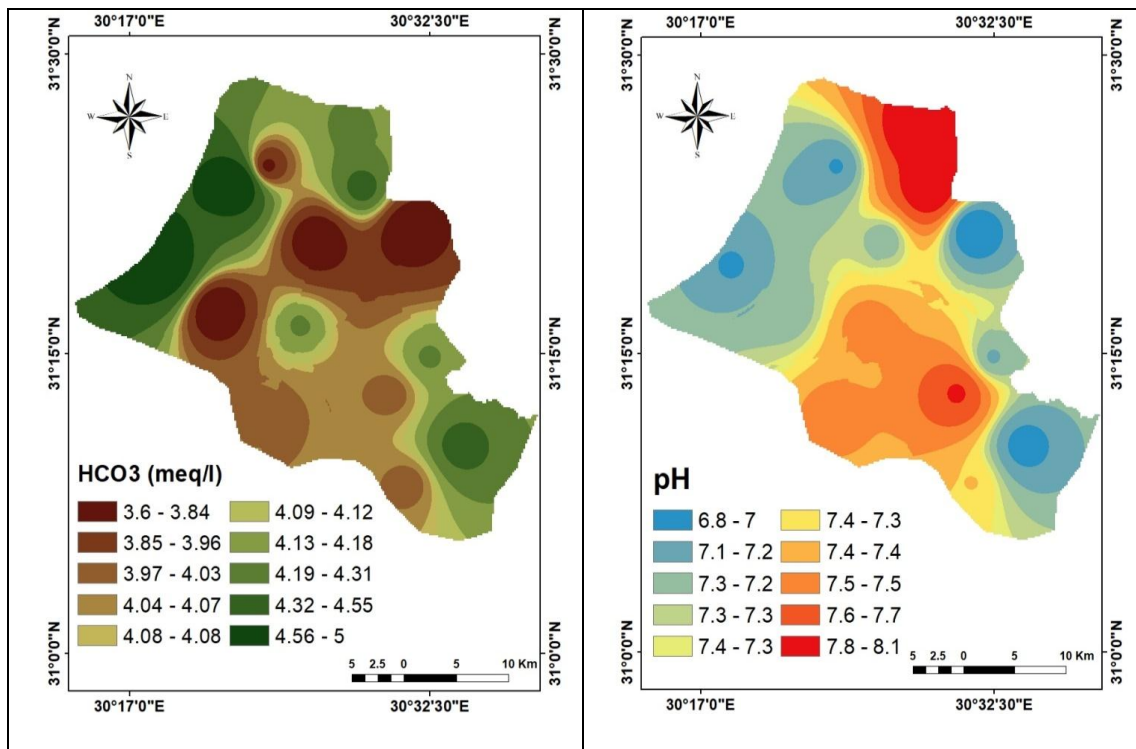 30°17'0"E 30°32'30"E
31°30'0"N 31°30'0"N
N
W E
S
31°15'0"N 31°15'0"N
HCO3 (meq/l)
3.6 - 3.84 4.09 - 4.12
3.85 - 3.96 4.13 - 4.18
3.97 - 4.03 4.19 - 4.31
4.04 - 4.07 4.32 - 4.55
4.08 - 4.08 4.56 - 5
31°0'0"N 31°0'0"N
5 2.5 0 5 10 Km
30°17'0"E 30°32'30"E
30°17'0"E 30°32'30"E
31°30'0"N 31°30'0"N
N
W E
S
31°15'0"N 31°15'0"N
pH
6.8 - 7 7.4 - 7.3
7.1 - 7.2 7.4 - 7.4
7.3 - 7.2 7.5 - 7.5
7.3 - 7.3 7.6 - 7.7
7.4 - 7.3 7.8 - 8.1
31°0'0"N 31°0'0"N
5 2.5 0 5 10 Km
30°17'0"E 30°32'30"E